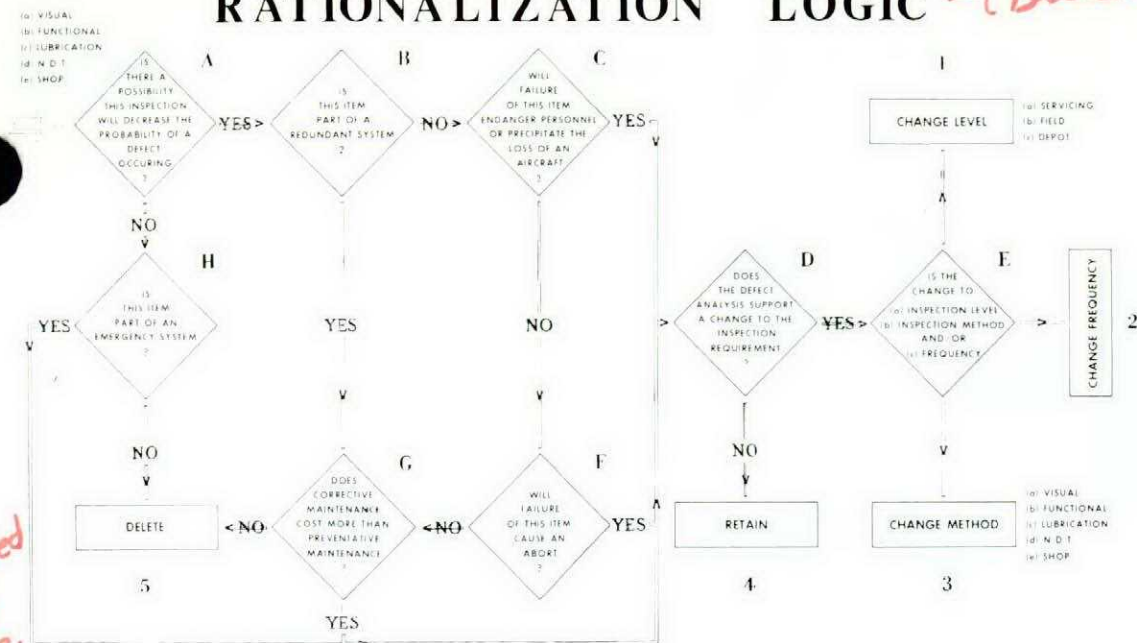 RATIONALIZATION LOGIC
(a) VISUAL
(b) FUNCTIONAL
(c) LUBRICATION
(d) N D T
(e) SHOP
A
IS
THERE A
POSSIBILITY
THIS INSPECTION
WILL DECREASE THE
PROBABILITY OF A
DEFECT
OCCURING
?
YES>
B
IS
THIS ITEM
PART OF A
REDUNDANT SYSTEM
?
NO>
C
WILL
FAILURE
OF THIS ITEM
ENDANGER PERSONNEL
OR PRECIPITATE THE
LOSS OF AN
AIRCRAFT
?
YES
1
CHANGE LEVEL
(a) SERVICING
(b) FIELD
(c) DEPOT
NO
H
IS
THIS ITEM
PART OF AN
EMERGENCY SYSTEM
?
YES
YES
NO
D
DOES
THE DEFECT
ANALYSIS SUPPORT
A CHANGE TO THE
INSPECTION
REQUIREMENT
?
YES>
E
IS THE
CHANGE TO
(a) INSPECTION LEVEL
(b) INSPECTION METHOD
AND/OR
(c) FREQUENCY
CHANGE FREQUENCY
2
NO
DELETE
5
<NO
G
DOES
CORRECTIVE
MAINTENANCE
COST MORE THAN
PREVENTATIVE
MAINTENANCE
?
<NO
F
WILL
FAILURE
OF THIS ITEM
CAUSE AN
ABORT
?
YES
NO
RETAIN
4
CHANGE METHOD
3
(a) VISUAL
(b) FUNCTIONAL
(c) LUBRICATION
(d) N D T
(e) SHOP
YES